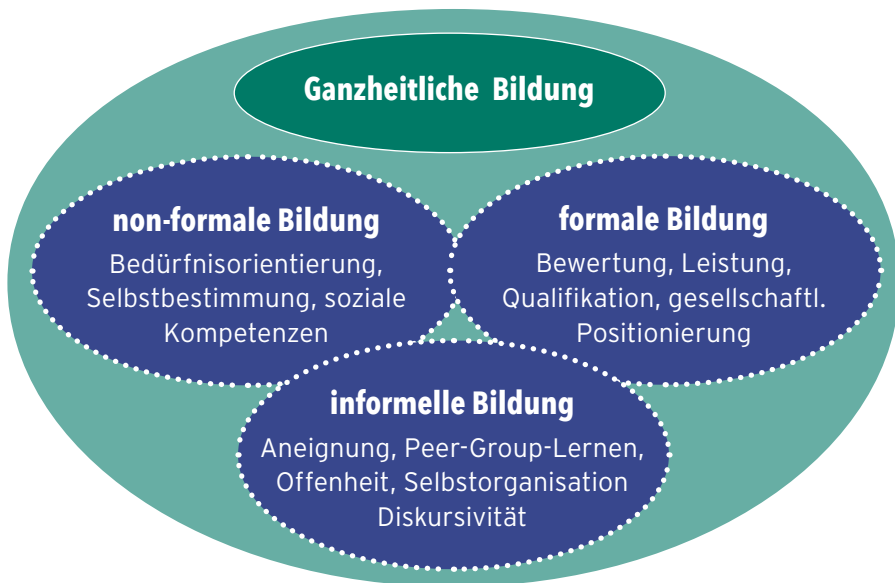 Ganzheitliche Bildung
non-formale Bildung
Bedürfnisorientierung,
Selbstbestimmung, soziale
Kompetenzen
formale Bildung
Bewertung, Leistung,
Qualifikation, gesellschaftl.
Positionierung
informelle Bildung
Aneignung, Peer-Group-Lernen,
Offenheit, Selbstorganisation
Diskursivität